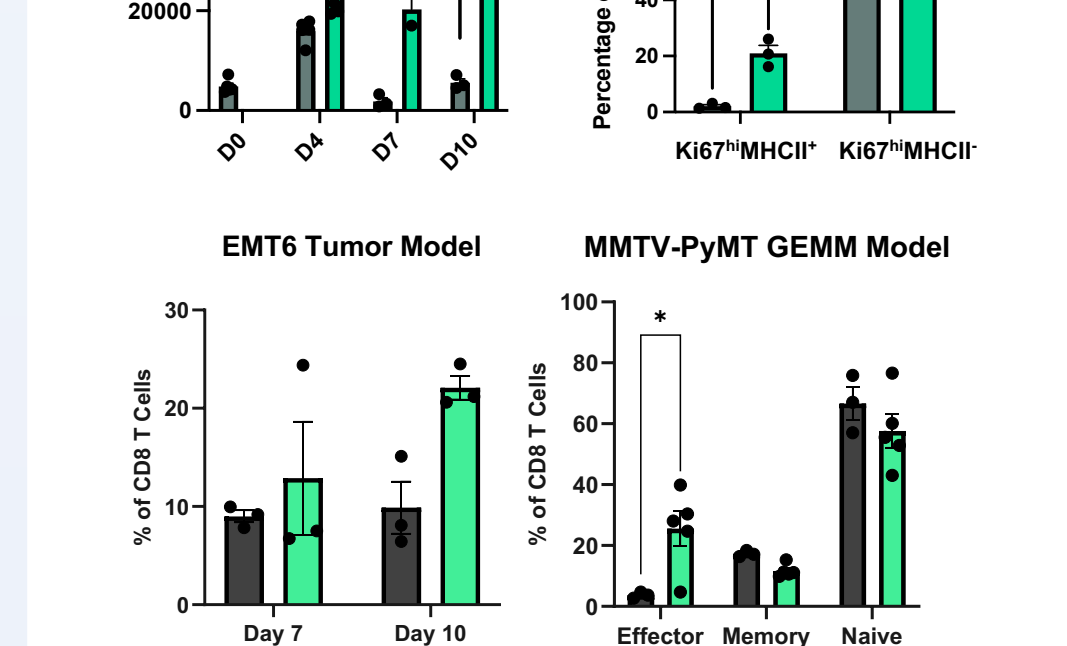 20000
0
D0
D4
D7
D10
40
20
0
Percentage
Ki67hiMHCII+
Ki67hiMHCII-
EMT6 Tumor Model
30
20
10
0
% of CD8 T Cells
Day 7
Day 10
MMTV-PyMT GEMM Model
100
80
60
40
20
0
% of CD8 T Cells
*
Effector
Memory
Naive